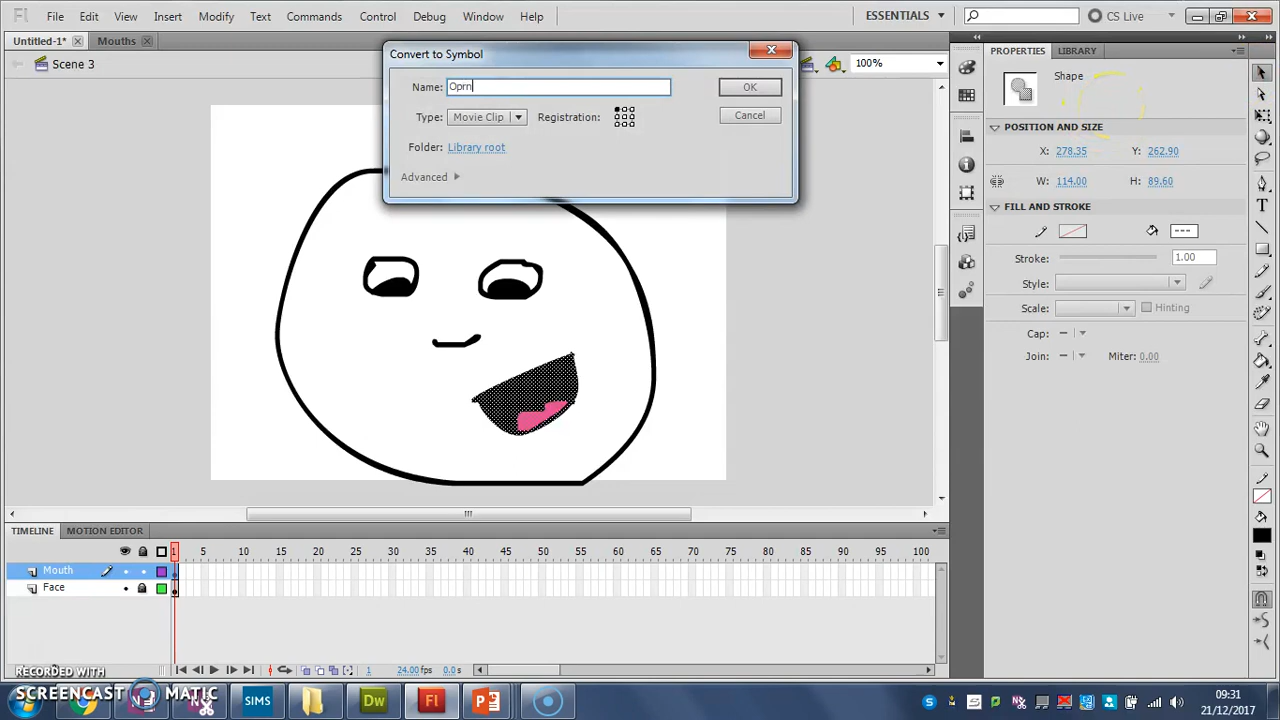 Fl File Edit View Insert Modify Text Commands Control Debug Window Help ESSENTIALS CS Live
Untitled-1* Mouths
Scene 3 100%
Convert to Symbol
Name: Oprn OK
Type: Movie Clip Registration: Cancel
Folder: Library root
Advanced
PROPERTIES LIBRARY
Shape
POSITION AND SIZE
X: 278.35 Y: 262.90
W: 114.00 H: 89.60
FILL AND STROKE
Stroke: 1.00
Style:
Scale: Hinting
Cap:
Join: Miter: 0.00
TIMELINE MOTION EDITOR
1 5 10 15 20 25 30 35 40 45 50 55 60 65 70 75 80 85 90 95 100
Mouth
Face
1 24.00 fps 0.0 s
RECORDED WITH
SCREENCAST MATIC
SIMS Dw Fl P
09:31
21/12/2017